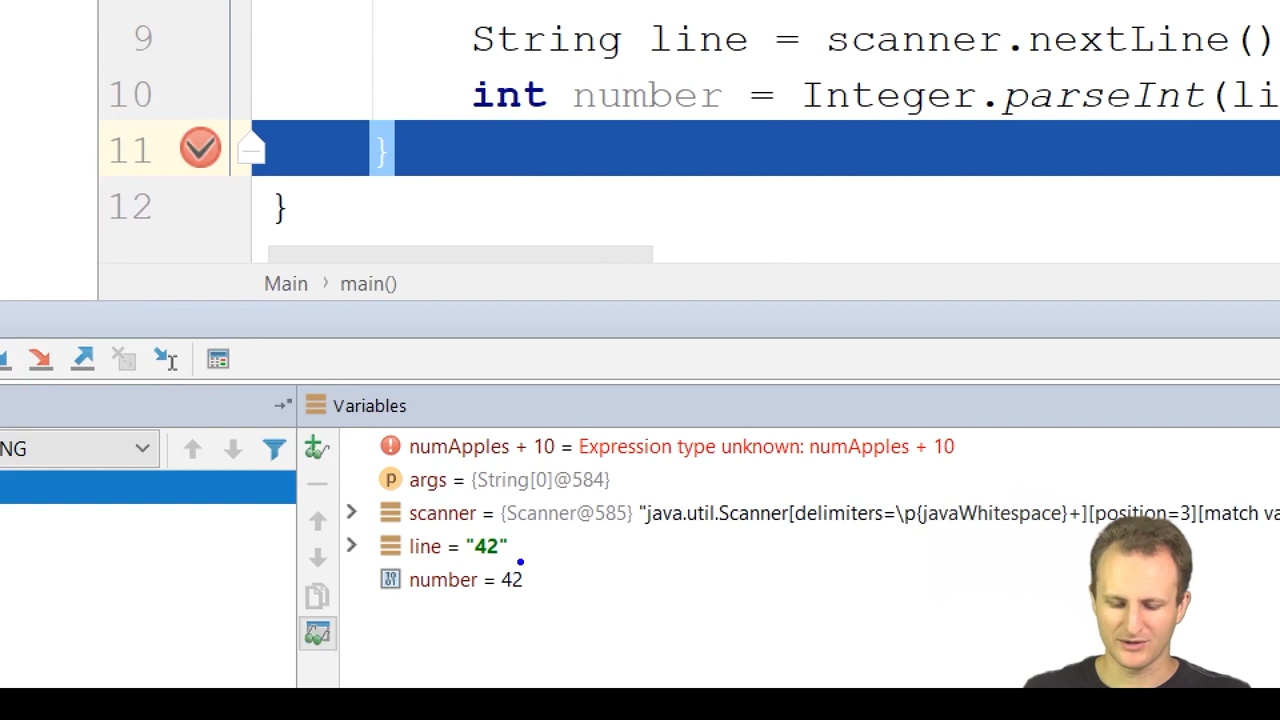 9 String line = scanner.nextLine()
10 int number = Integer.parseInt(li
11 }
12 }
Main › main()
Variables
NG
numApples + 10 = Expression type unknown: numApples + 10
args = {String[0]@584}
scanner = {Scanner@585} "java.util.Scanner[delimiters=\p{javaWhitespace}+][position=3][match va
line = "42"
number = 42